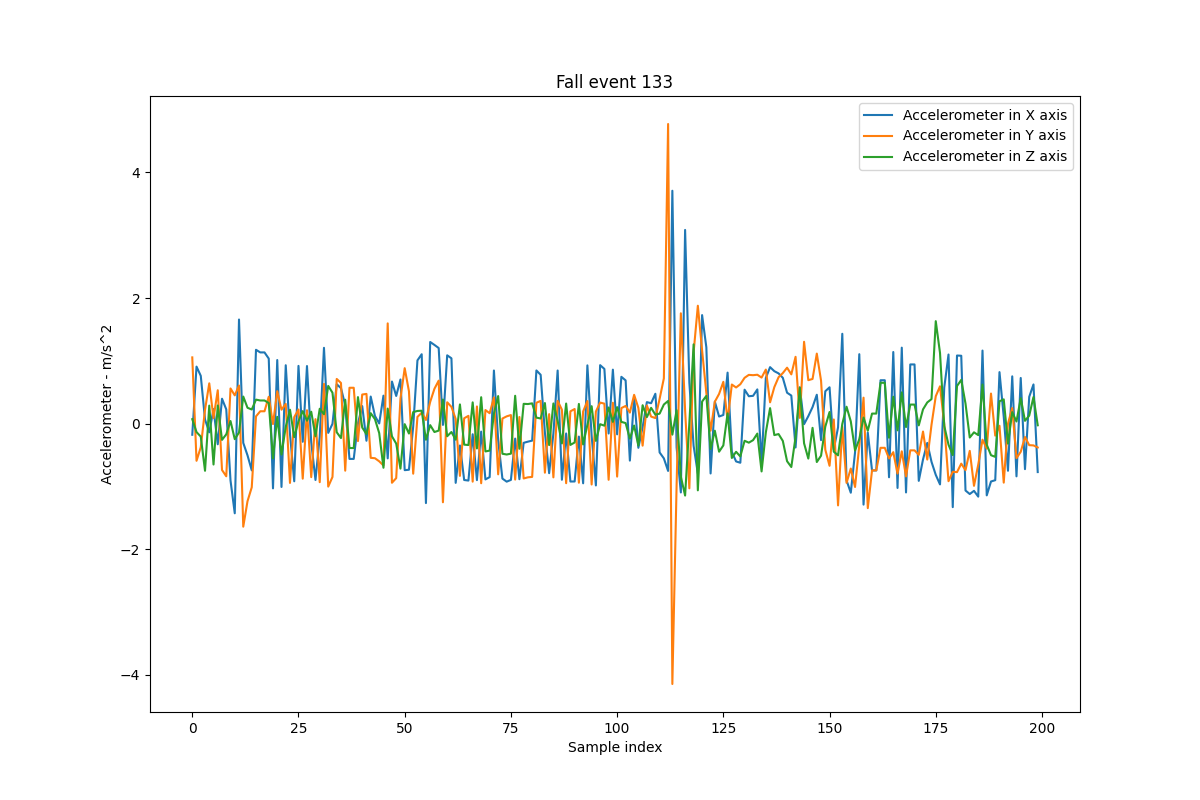 Fall event 133
Accelerometer in X axis
Accelerometer in Y axis
Accelerometer in Z axis
Accelerometer - m/s^2
4
2
0
−2
−4
0 25 50 75 100 125 150 175 200
Sample index